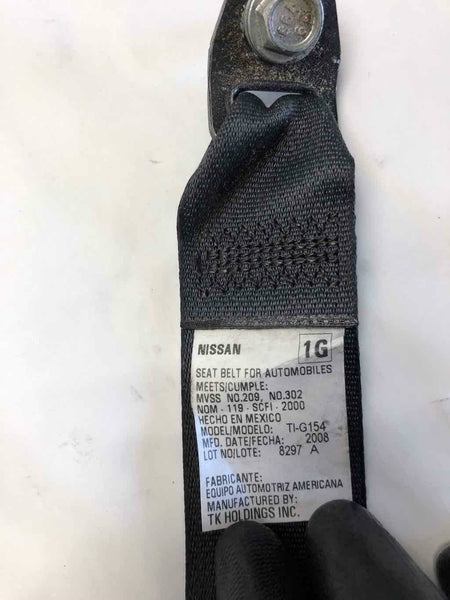 NISSAN 1G
SEAT BELT FOR AUTOMOBILES
MEETS/CUMPLE:
MVSS NO.209, NO.302
NOM - 119 - SCFI - 2000
HECHO EN MEXICO
MODEL/MODELO: TI-G154
MFD. DATE/FECHA: 2008
LOT NO/LOTE: 8297 A
FABRICANTE:
EQUIPO AUTOMOTRIZ AMERICANA
MANUFACTURED BY:
TK HOLDINGS INC.